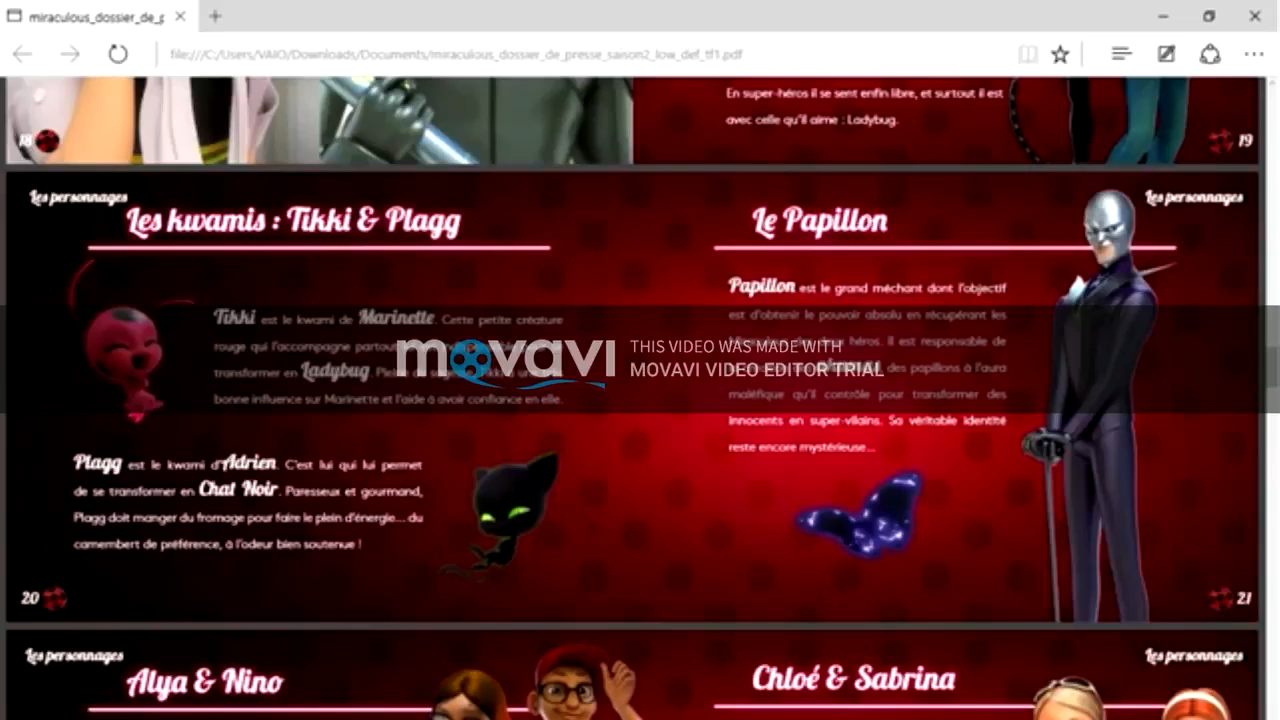 miraculous_dossier_de_p
file:///C:/Users/VAIO/Downloads/Documents/miraculous_dossier_de_presse_saison2_low_def_tf1.pdf
En super-héros il se sent enfin libre, et surtout il est
avec celle qu'il aime : Ladybug.
18
19
Les personnages
Les kwamis : Tikki & Plagg
Tikki est le kwami de Marinette. Cette petite créature
rouge qui l'accompagne partout
transformer en Ladybug.
bonne influence sur Marinette et l'aide à avoir confiance en elle.
Plagg est le kwami d'Adrien. C'est lui qui lui permet
de se transformer en Chat Noir. Paresseux et gourmand,
Plagg doit manger du fromage pour faire le plein d'énergie... du
camembert de préférence, à l'odeur bien soutenue !
20
Les personnages
Le Papillon
Papillon est le grand méchant dont l'objectif
est d'obtenir le pouvoir absolu en récupérant les
héros. Il est responsable de
des papillons à l'aura
maléfique qu'il contrôle pour transformer des
innocents en super-vilains. Sa véritable identité
reste encore mystérieuse...
21
movavi
THIS VIDEO WAS MADE WITH
MOVAVI VIDEO EDITOR TRIAL
Les personnages
Alya & Nino
Les personnages
Chloé & Sabrina